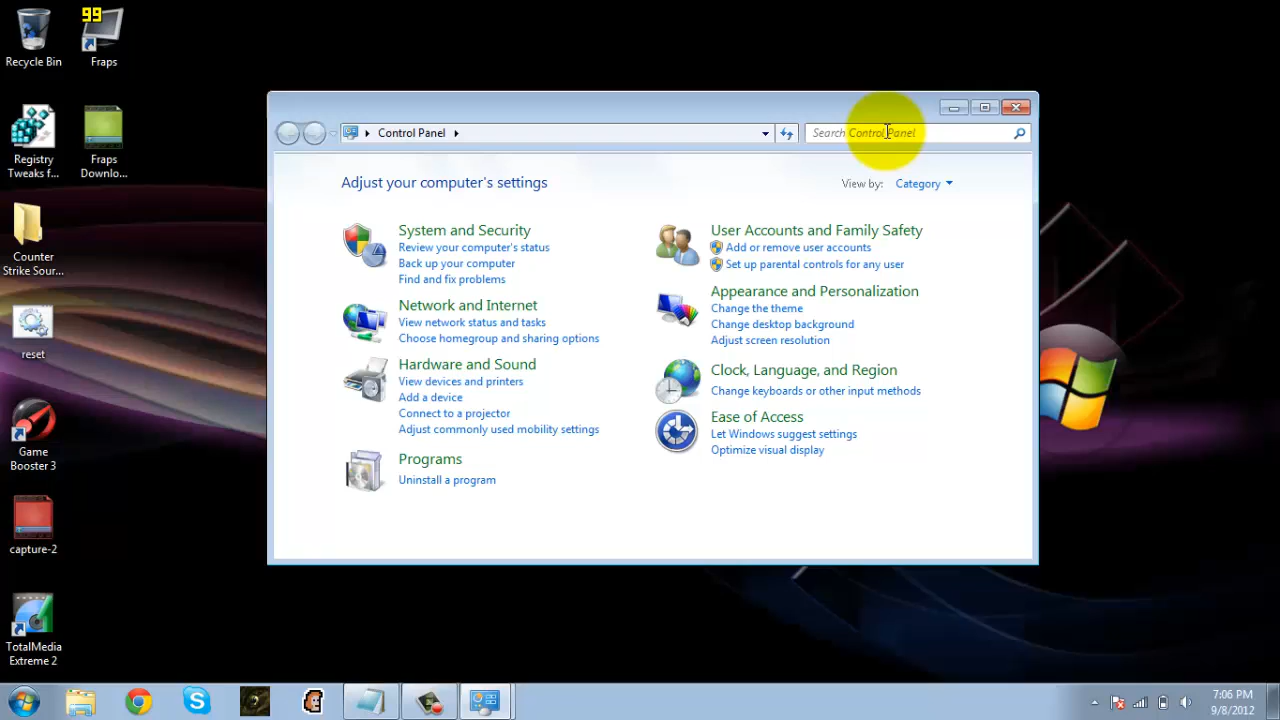 99
Recycle Bin
Fraps
Registry
Tweaks f...
Fraps
Downlo...
Counter
Strike Sour...
reset
Game
Booster 3
capture-2
TotalMedia
Extreme 2
Control Panel
Search Control Panel
Adjust your computer's settings
View by: Category
System and Security
Review your computer's status
Back up your computer
Find and fix problems
Network and Internet
View network status and tasks
Choose homegroup and sharing options
Hardware and Sound
View devices and printers
Add a device
Connect to a projector
Adjust commonly used mobility settings
Programs
Uninstall a program
User Accounts and Family Safety
Add or remove user accounts
Set up parental controls for any user
Appearance and Personalization
Change the theme
Change desktop background
Adjust screen resolution
Clock, Language, and Region
Change keyboards or other input methods
Ease of Access
Let Windows suggest settings
Optimize visual display
7:06 PM
9/8/2012